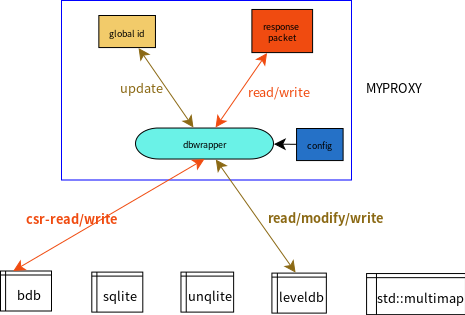 global id
response
packet
update
read/write
MYPROXY
dbwrapper
config
csr-read/write
read/modify/write
bdb
sqlite
unqlite
leveldb
std::multimap